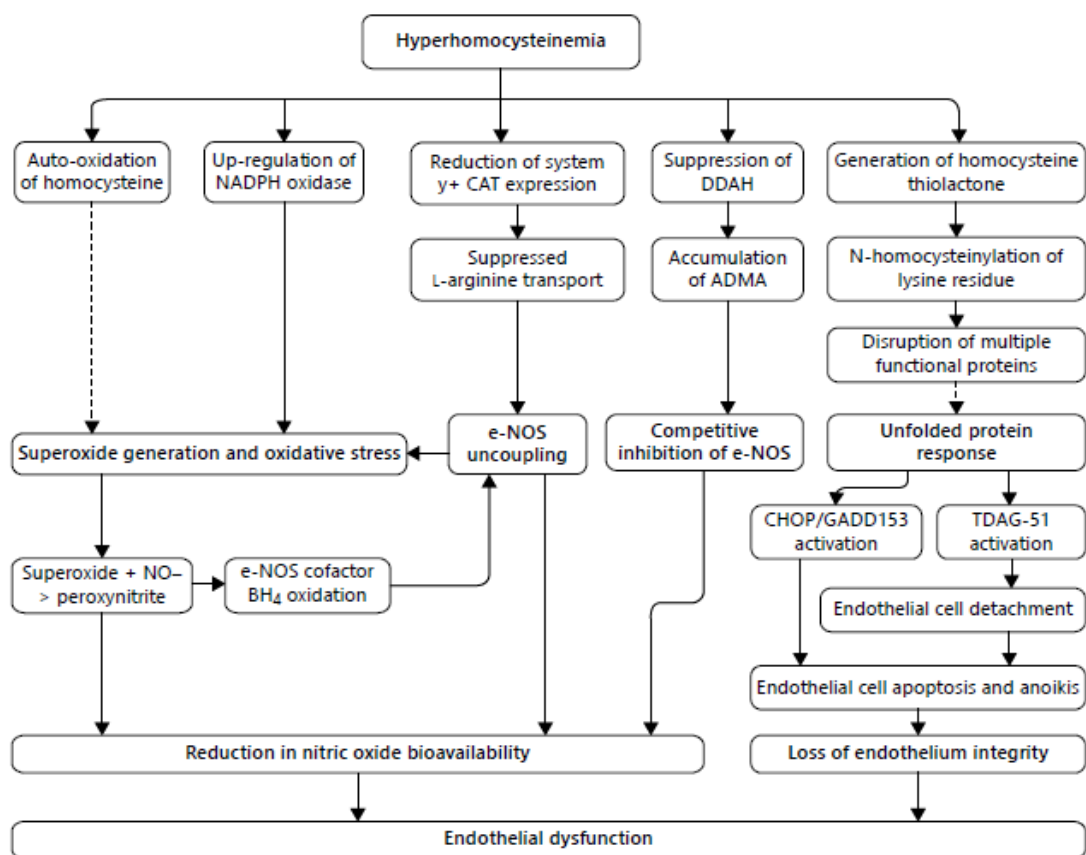 Hyperhomocysteinemia
Auto-oxidation
of homocysteine
Up-regulation of
NADPH oxidase
Reduction of system
y+ CAT expression
Suppression of
DDAH
Generation of homocysteine
thiolactone
Suppressed
L-arginine transport
Accumulation
of ADMA
N-homocysteinylation of
lysine residue
Disruption of multiple
functional proteins
Superoxide generation and oxidative stress
e-NOS
uncoupling
Competitive
inhibition of e-NOS
Unfolded protein
response
CHOP/GADD153
activation
TDAG-51
activation
Superoxide + NO–
> peroxynitrite
e-NOS cofactor
BH4 oxidation
Endothelial cell detachment
Endothelial cell apoptosis and anoikis
Reduction in nitric oxide bioavailability
Loss of endothelium integrity
Endothelial dysfunction